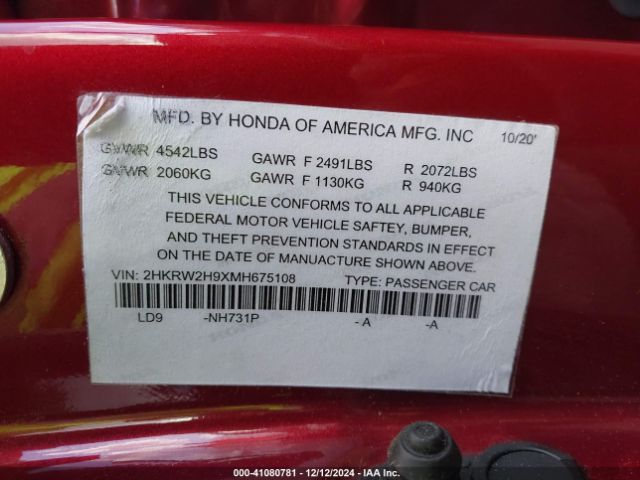 MFD. BY HONDA OF AMERICA MFG. INC 10/20'
GVWR 4542LBS GAWR F 2491LBS R 2072LBS
GVWR 2060KG GAWR F 1130KG R 940KG
THIS VEHICLE CONFORMS TO ALL APPLICABLE
FEDERAL MOTOR VEHICLE SAFTEY, BUMPER,
AND THEFT PREVENTION STANDARDS IN EFFECT
ON THE DATE OF MANUACTURE SHOWN ABOVE.
VIN: 2HKRW2H9XMH675108 TYPE: PASSENGER CAR
LD9 -NH731P -A -A
000-41080781 - 12/12/2024 - IAA Inc.